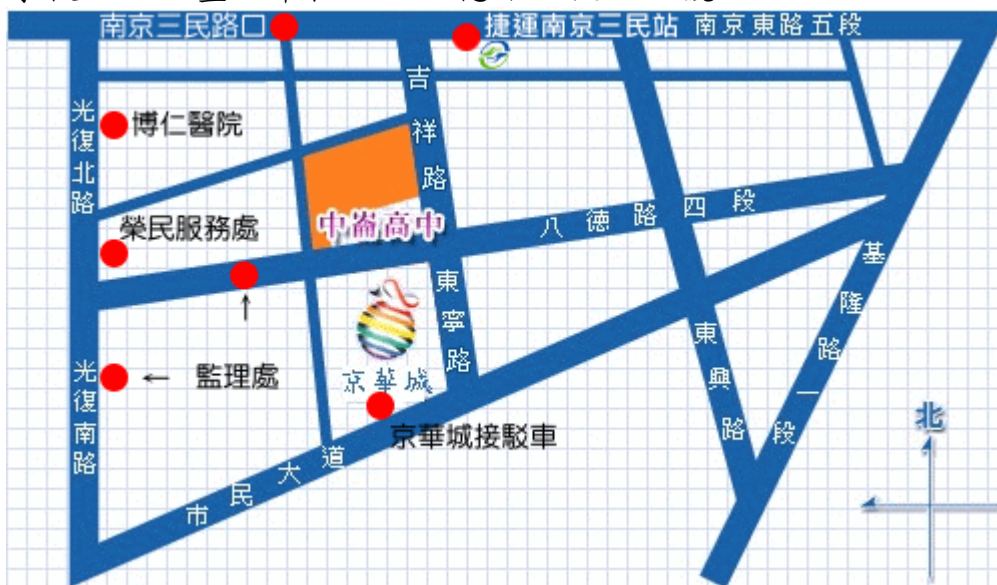 南京三民路口
捷運南京三民站
南京東路五段
吉祥路
光復北路
博仁醫院
榮民服務處
中崙高中
八德路四段
東寧路
京華城
基隆路一段
東興路
光復南路
← 監理處
↑
京華城接駁車
市民大道
北